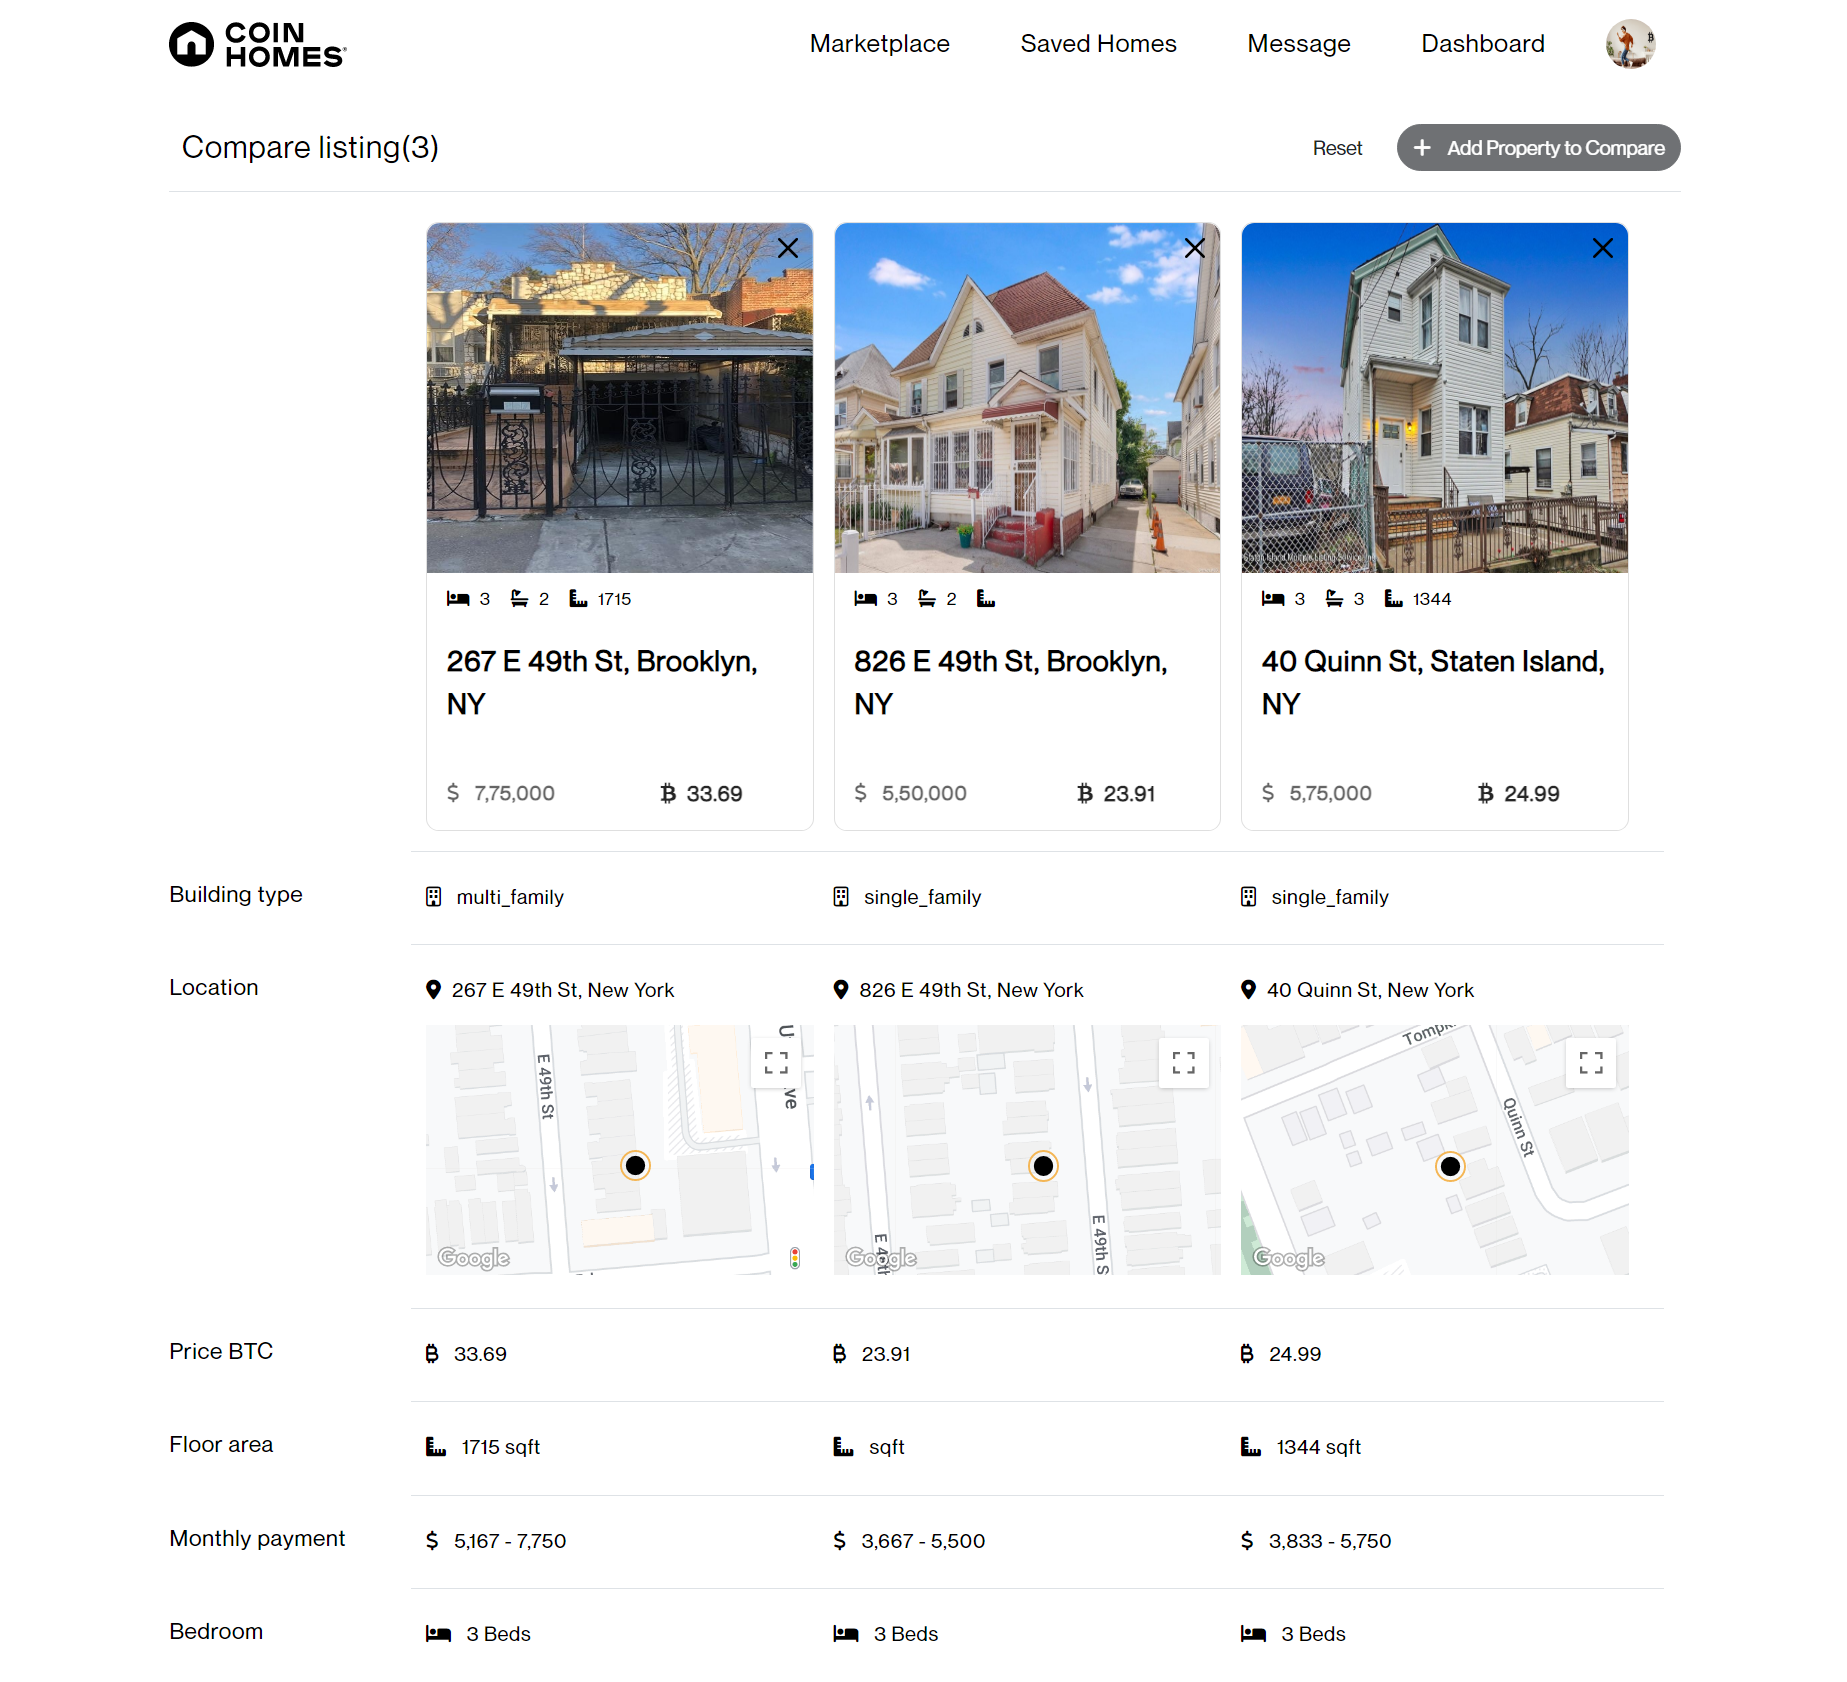 COIN
HOMES
Marketplace
Saved Homes
Message
Dashboard
Compare listing(3)
Reset
+ Add Property to Compare
3 2 1715
3 2
3 3 1344
267 E 49th St, Brooklyn,
NY
826 E 49th St, Brooklyn,
NY
40 Quinn St, Staten Island,
NY
$ 7,75,000
33.69
$ 5,50,000
23.91
$ 5,75,000
24.99
Building type
multi_family
single_family
single_family
Location
267 E 49th St, New York
826 E 49th St, New York
40 Quinn St, New York
E 49th St
U
ve
Google
E 49th S
Google
Tompk
Quinn St
Google
Price BTC
33.69
23.91
24.99
Floor area
1715 sqft
sqft
1344 sqft
Monthly payment
$ 5,167 - 7,750
$ 3,667 - 5,500
$ 3,833 - 5,750
Bedroom
3 Beds
3 Beds
3 Beds